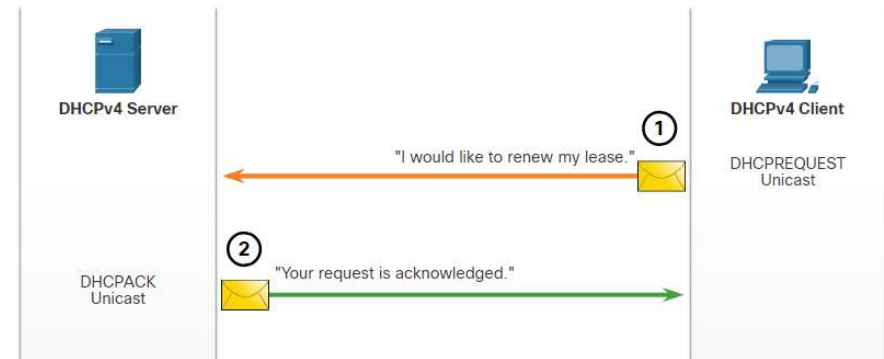 DHCPv4 Server
DHCPv4 Client
1
"I would like to renew my lease."
DHCPREQUEST
Unicast
2
"Your request is acknowledged."
DHCPACK
Unicast